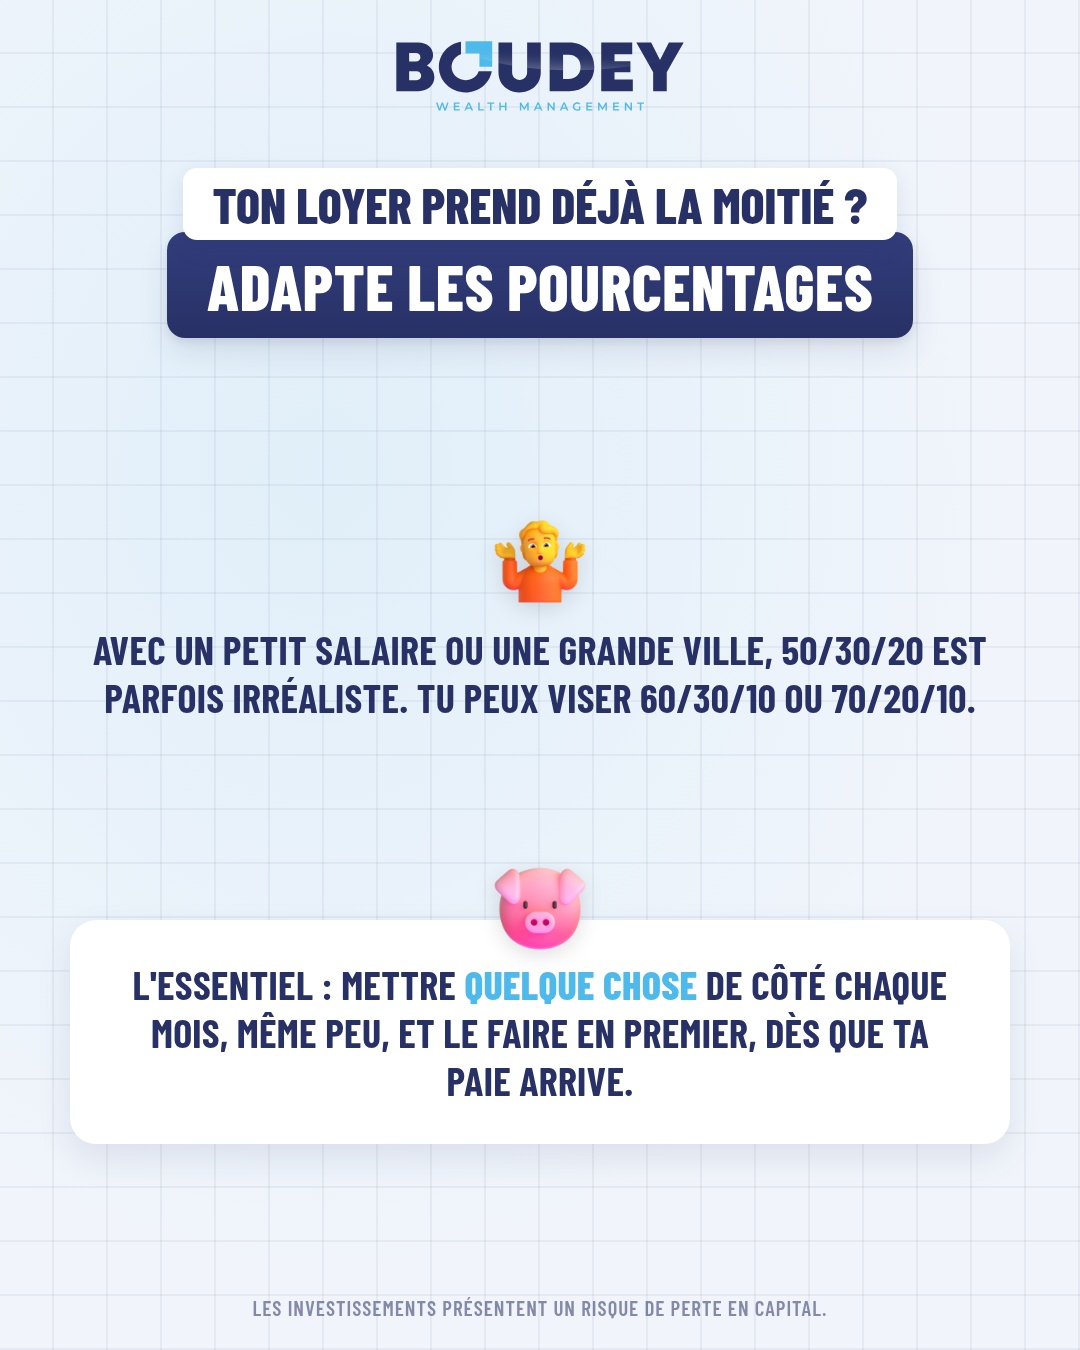 BOUDEY
WEALTH MANAGEMENT
TON LOYER PREND DÉJÀ LA MOITIÉ ?
ADAPTE LES POURCENTAGES
AVEC UN PETIT SALAIRE OU UNE GRANDE VILLE, 50/30/20 EST
PARFOIS IRRÉALISTE. TU PEUX VISER 60/30/10 OU 70/20/10.
L'ESSENTIEL : METTRE QUELQUE CHOSE DE CÔTÉ CHAQUE
MOIS, MÊME PEU, ET LE FAIRE EN PREMIER, DÈS QUE TA
PAIE ARRIVE.
LES INVESTISSEMENTS PRÉSENTENT UN RISQUE DE PERTE EN CAPITAL.